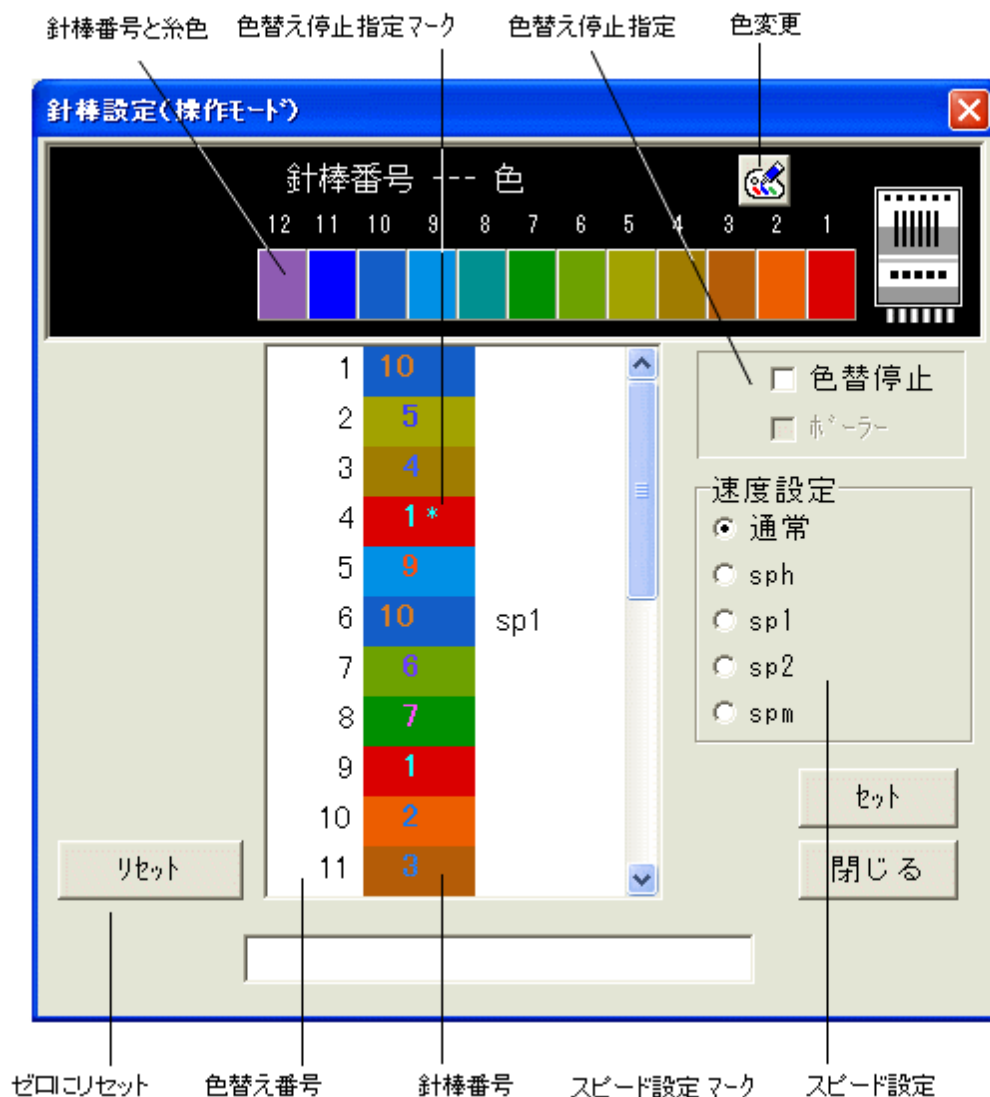 針棒番号と糸色 色替え停止指定マーク 色替え停止指定 色変更
針棒設定(操作モード)
針棒番号 --- 色
12 11 10 9 8 7 6 5 4 3 2 1
1 10
2 5
3 4
4 1 *
5 9
6 10 sp1
7 6
8 7
9 1
10 2
11 3
色替停止
ボーラー
速度設定
通常
sph
sp1
sp2
spm
セット
リセット
閉じる
ゼロにリセット 色替え番号 針棒番号 スピード設定 マーク スピード設定